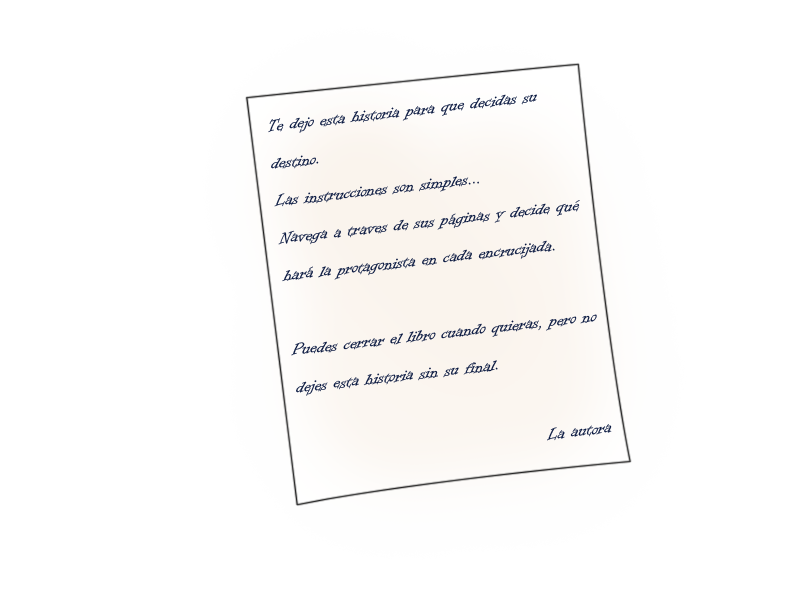 Te dejo esta historia para que decidas su
destino.
Las instrucciones son simples...
Navega a traves de sus páginas y decide qué
hará la protagonista en cada encrucijada.
Puedes cerrar el libro cuando quieras, pero no
dejes esta historia sin su final.
La autora